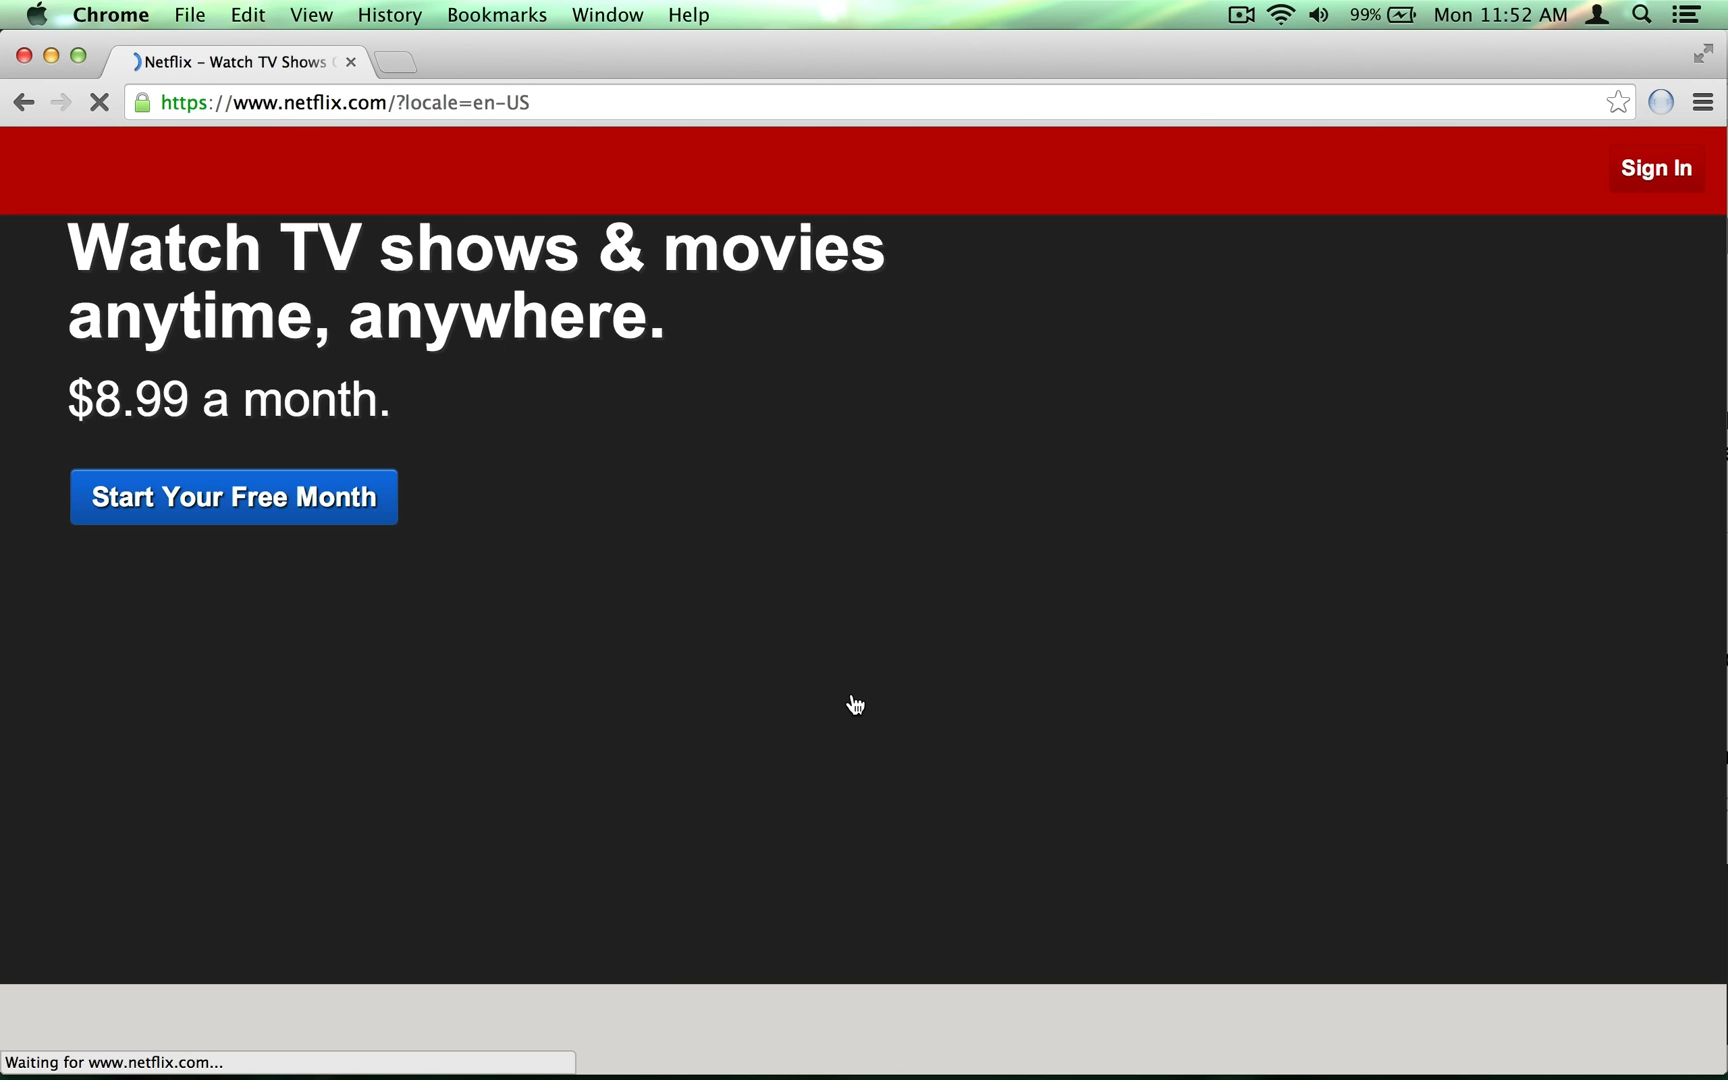 Chrome File Edit View History Bookmarks Window Help 99% Mon 11:52 AM
Netflix – Watch TV Shows
https://www.netflix.com/?locale=en-US
Sign In
Watch TV shows & movies
anytime, anywhere.
$8.99 a month.
Start Your Free Month
Waiting for www.netflix.com...